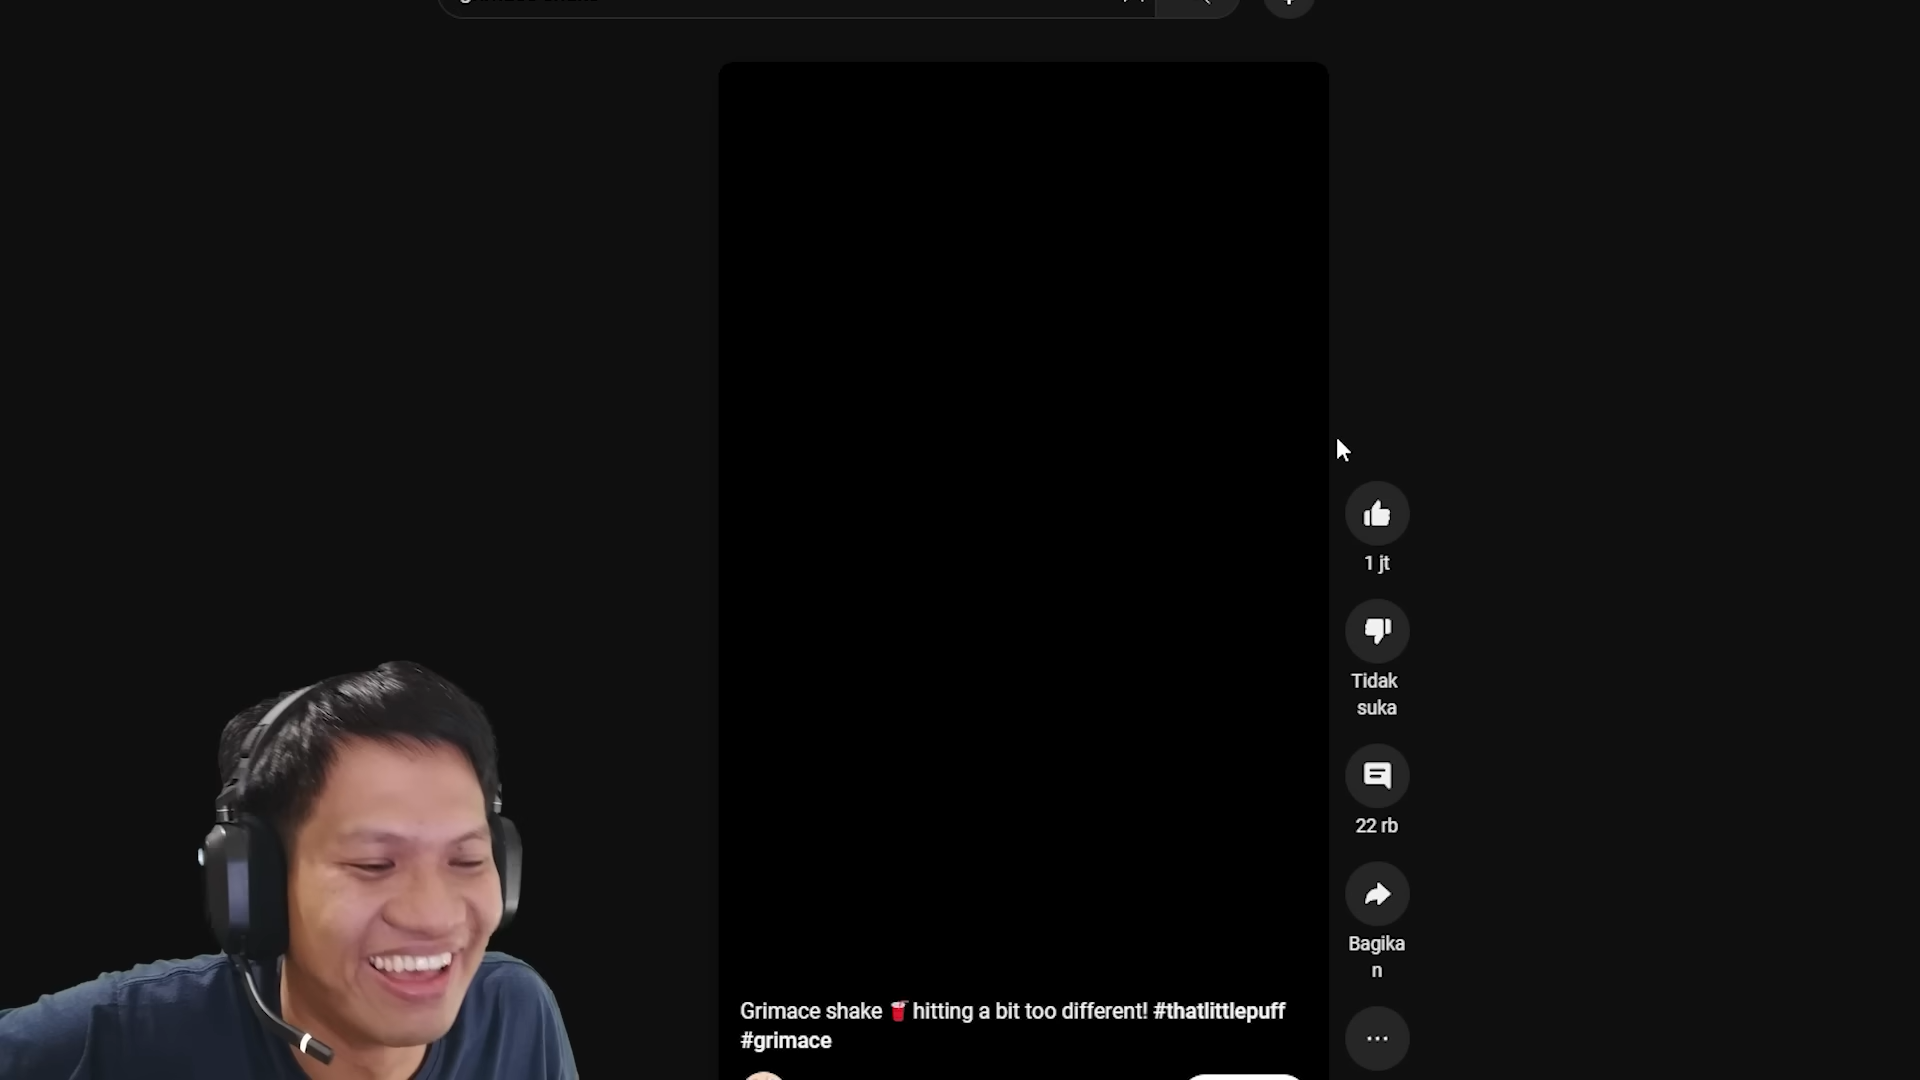 1 jt
Tidak
suka
22 rb
Bagika
n
Grimace shake 🥤hitting a bit too different! #thatlittlepuff
#grimace